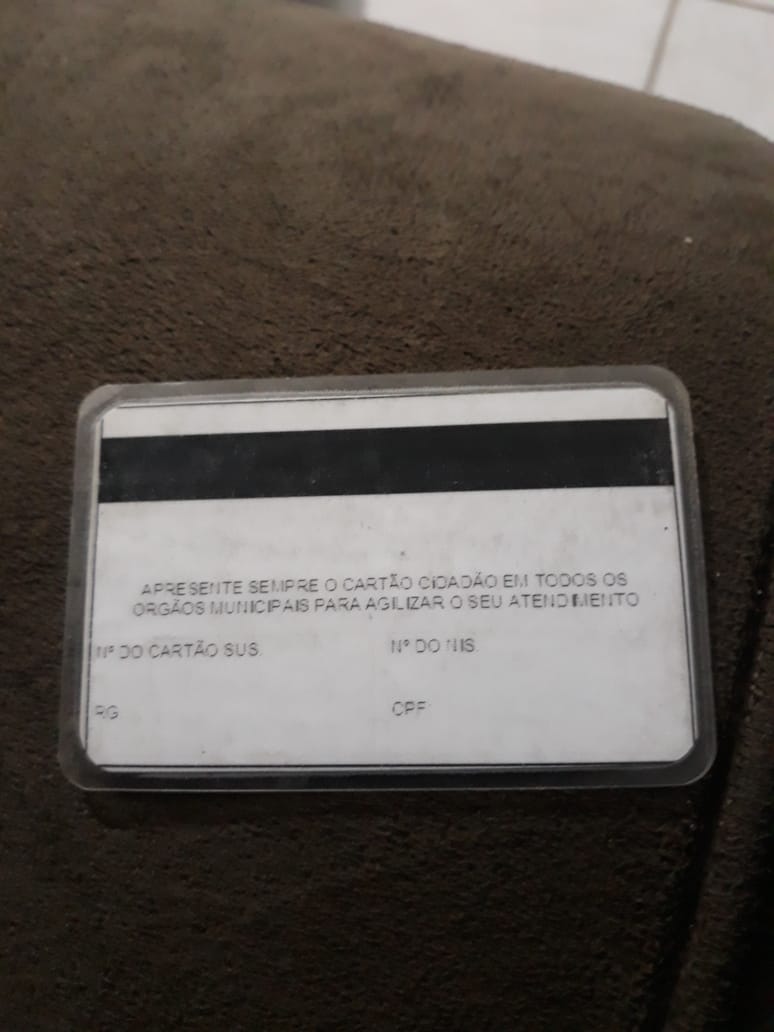 APRESENTE SEMPRE O CARTÃO CIDADÃO EM TODOS OS
ORGÃOS MUNICIPAIS PARA AGILIZAR O SEU ATENDIMENTO
Nº DO CARTÃO SUS: Nº DO NIS:
RG CPF